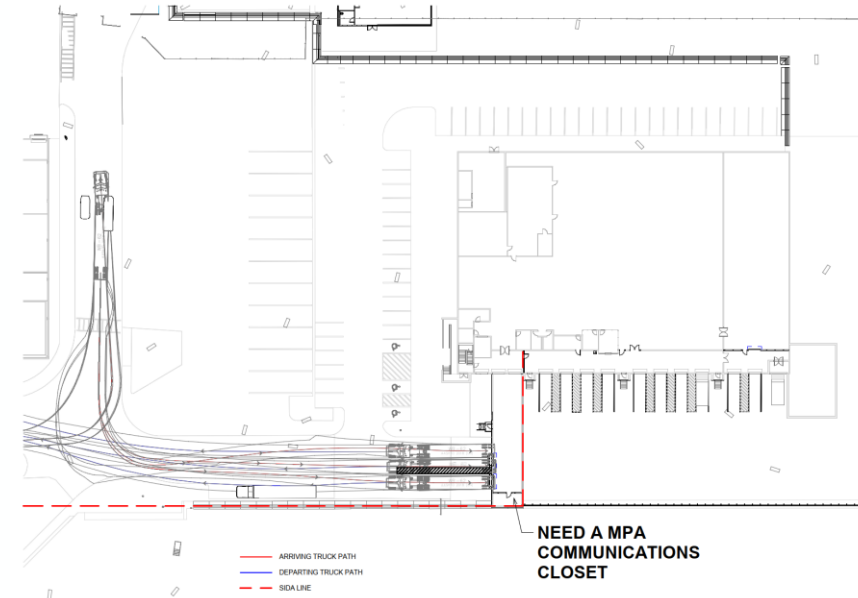 NEED A MPA
COMMUNICATIONS
CLOSET
ARRIVING TRUCK PATH
DEPARTING TRUCK PATH
SIDA LINE